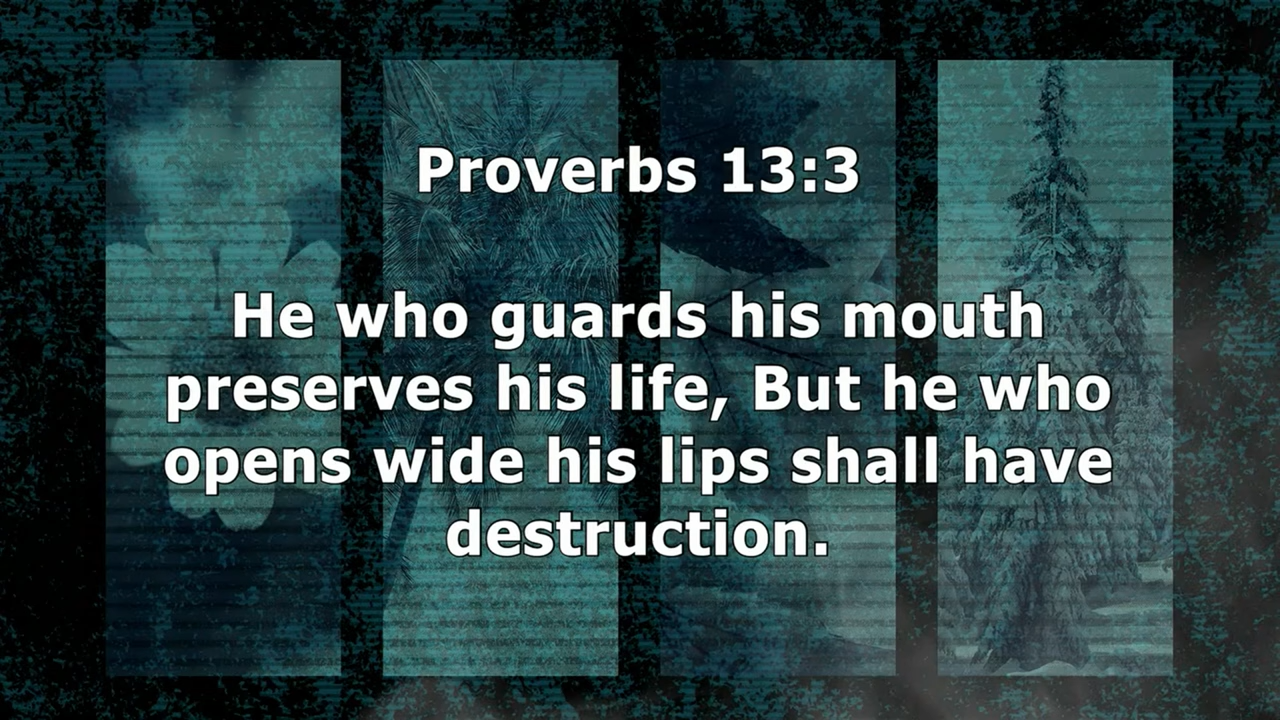 Proverbs 13:3
He who guards his mouth
preserves his life, But he who
opens wide his lips shall have
destruction.